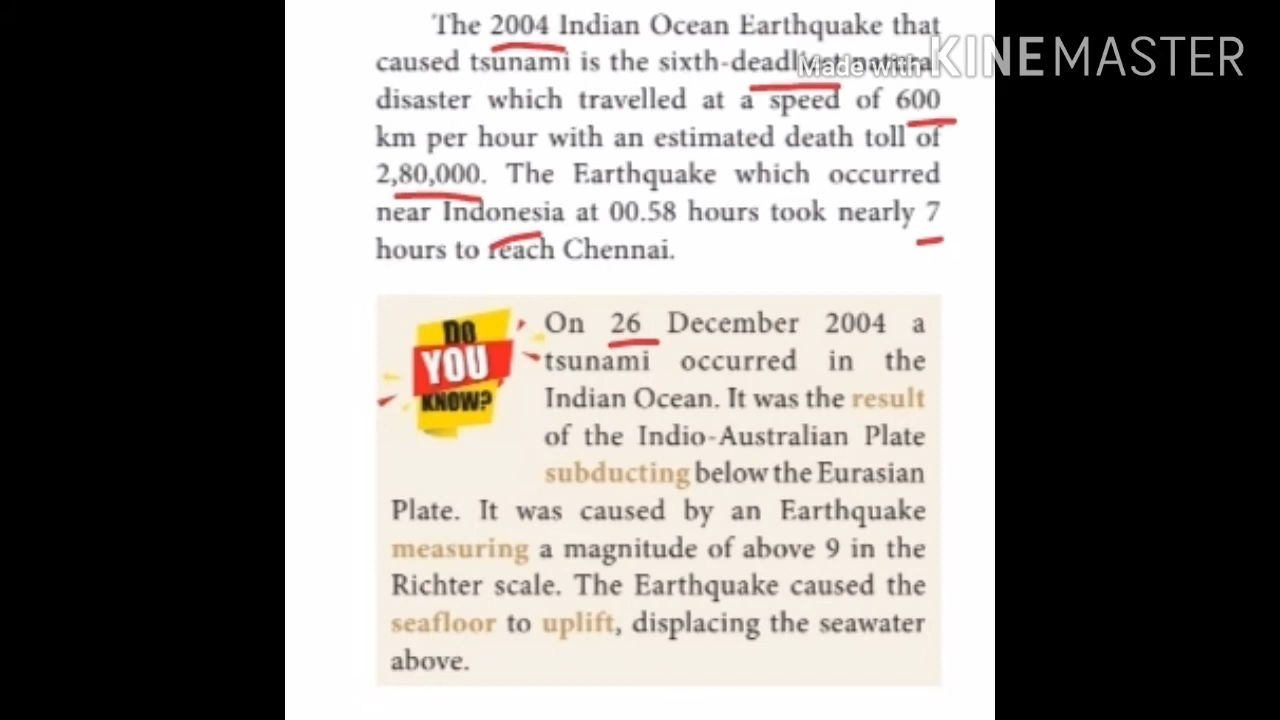 The 2004 Indian Ocean Earthquake that
caused tsunami is the sixth-deadliest natural
Made with KINEMASTER
disaster which travelled at a speed of 600
km per hour with an estimated death toll of
2,80,000. The Earthquake which occurred
near Indonesia at 00.58 hours took nearly 7
hours to reach Chennai.
DO
YOU
KNOW?
On 26 December 2004 a
tsunami occurred in the
Indian Ocean. It was the result
of the Indio-Australian Plate
subducting below the Eurasian
Plate. It was caused by an Earthquake
measuring a magnitude of above 9 in the
Richter scale. The Earthquake caused the
seafloor to uplift, displacing the seawater
above.